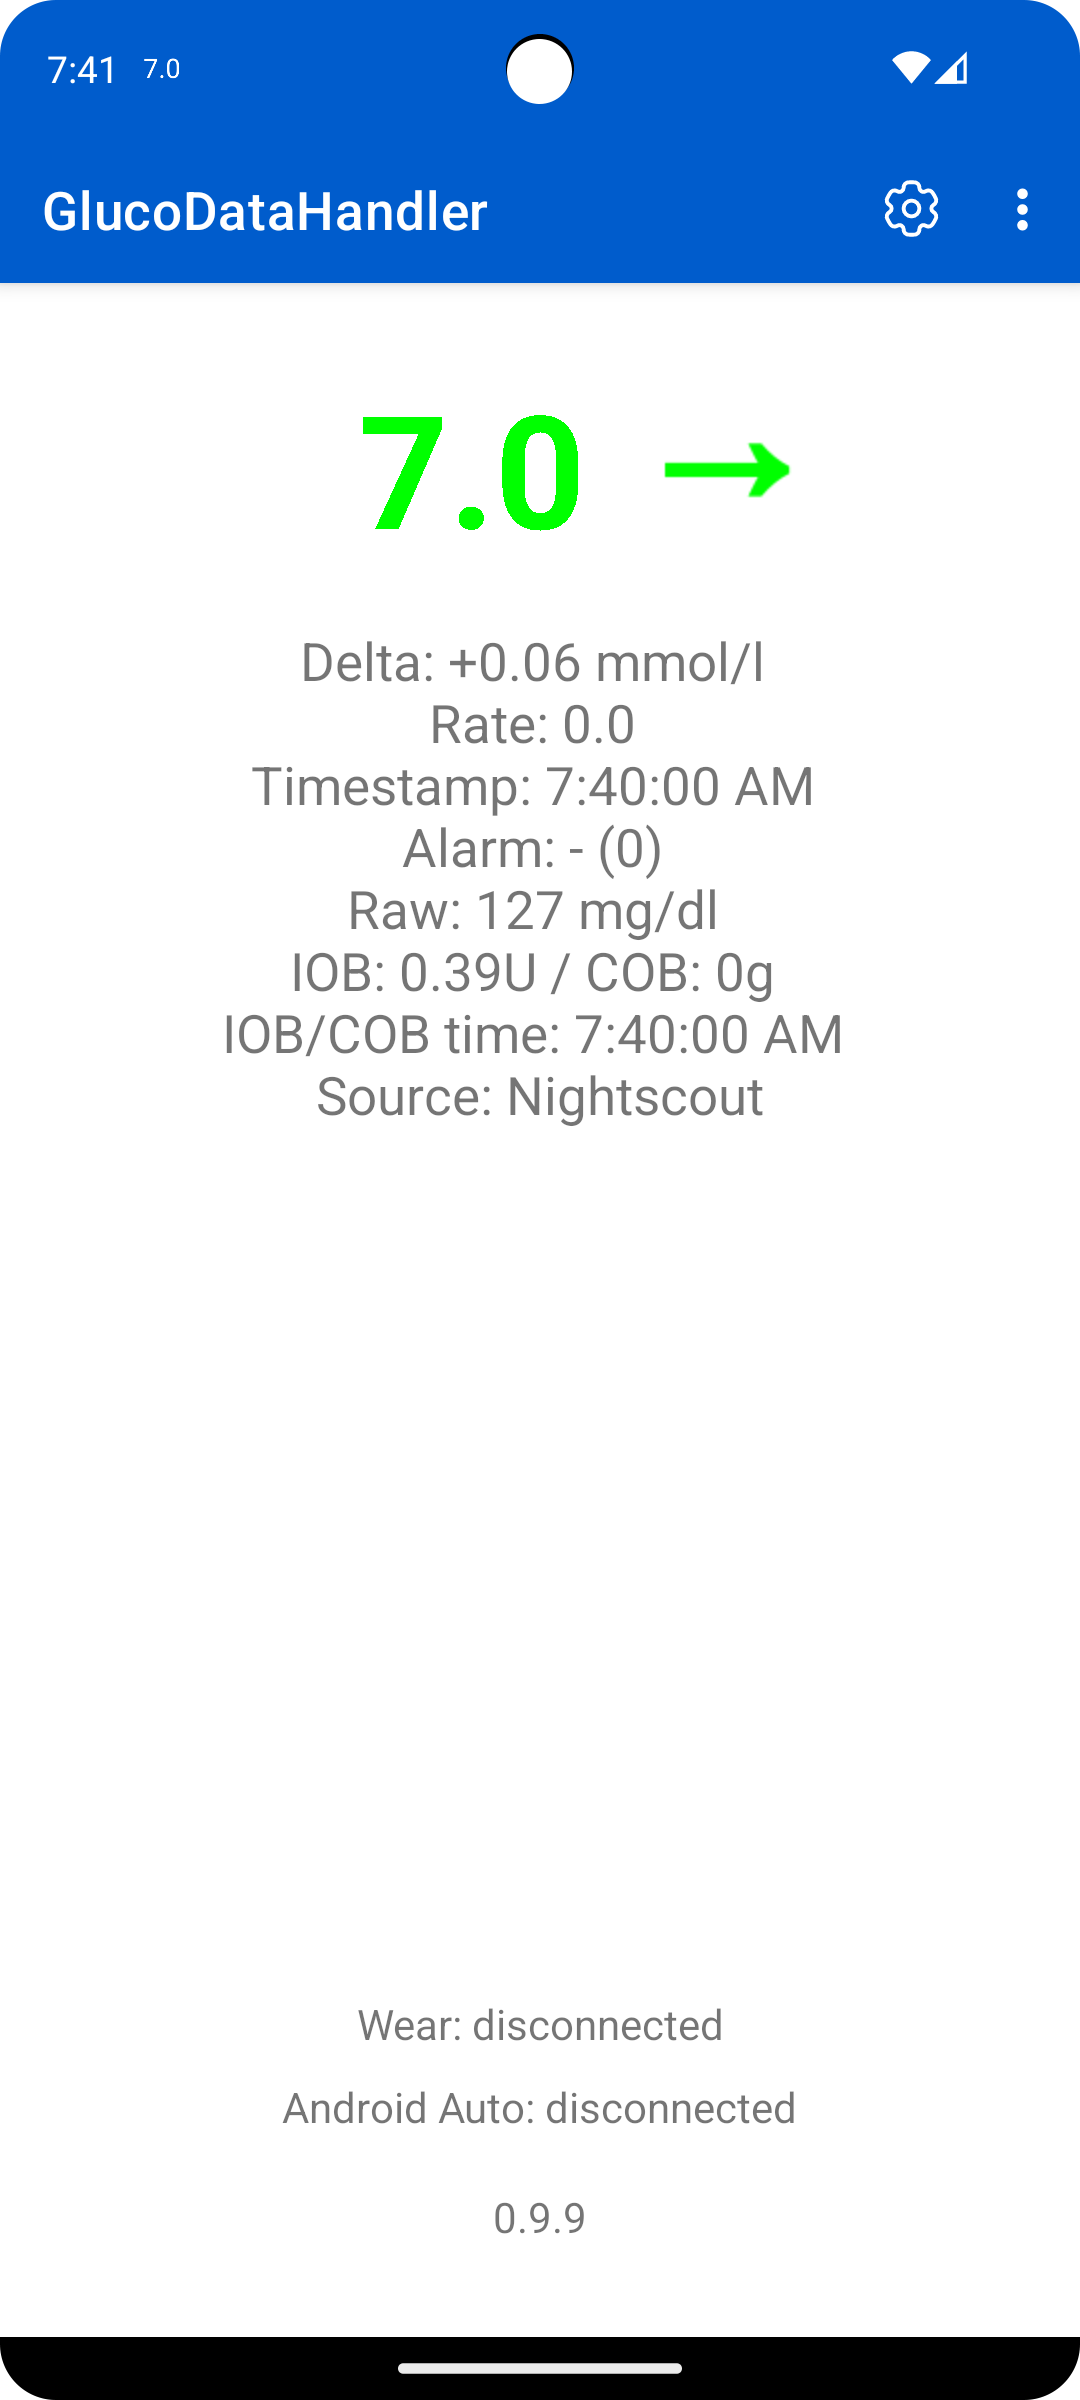 7:41 7.0
GlucoDataHandler
7.0 →
Delta: +0.06 mmol/l
Rate: 0.0
Timestamp: 7:40:00 AM
Alarm: - (0)
Raw: 127 mg/dl
IOB: 0.39U / COB: 0g
IOB/COB time: 7:40:00 AM
Source: Nightscout
Wear: disconnected
Android Auto: disconnected
0.9.9